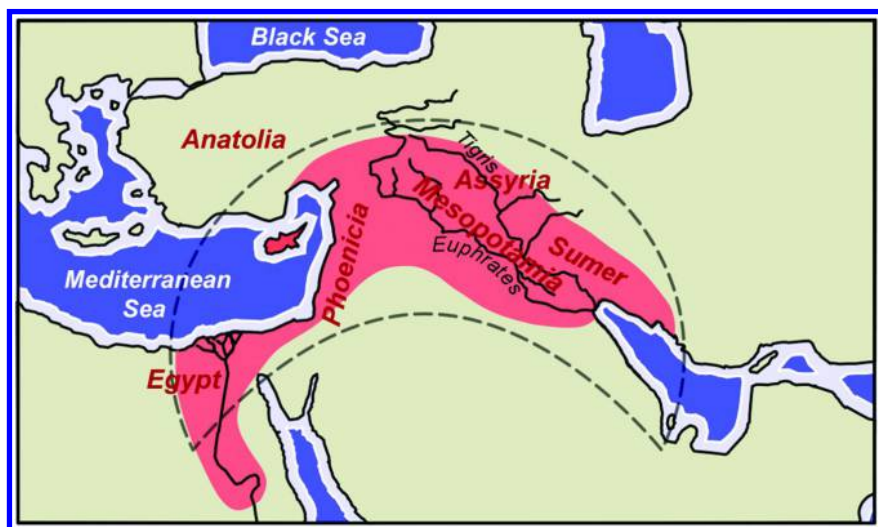 Black Sea
Anatolia
Tigris
Assyria
Mesopotamia
Sumer
Phoenicia
Euphrates
Mediterranean
Sea
Egypt